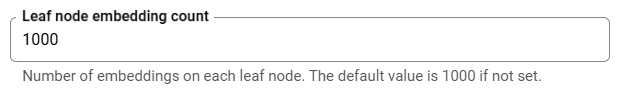 Leaf node embedding count
1000
Number of embeddings on each leaf node. The default value is 1000 if not set.